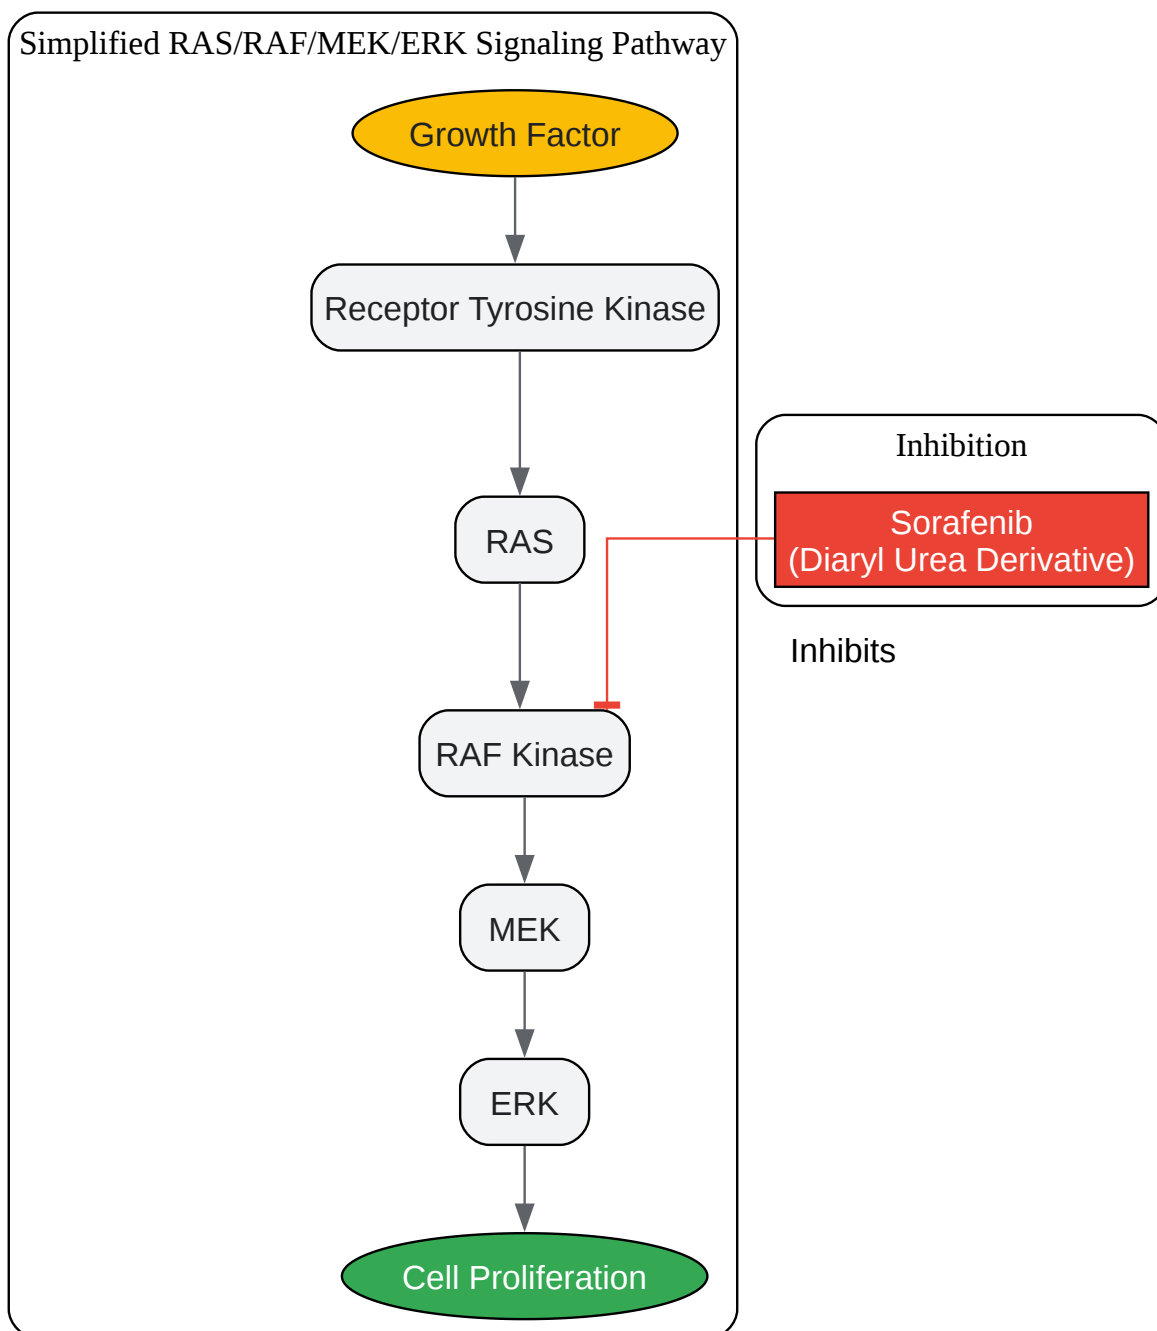 Simplified RAS/RAF/MEK/ERK Signaling Pathway
Growth Factor
Receptor Tyrosine Kinase
RAS
RAF Kinase
MEK
ERK
Cell Proliferation
Inhibition
Sorafenib
(Diaryl Urea Derivative)
Inhibits